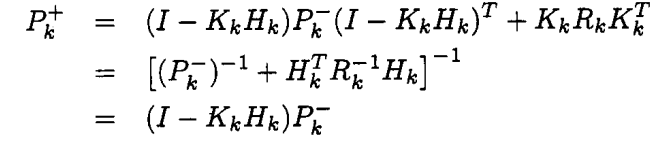 P_k^+ = (I − K_k H_k) P_k^− (I − K_k H_k)^T + K_k R_k K_k^T
= [(P_k^−)^{−1} + H_k^T R_k^{−1} H_k]^{−1}
= (I − K_k H_k) P_k^−